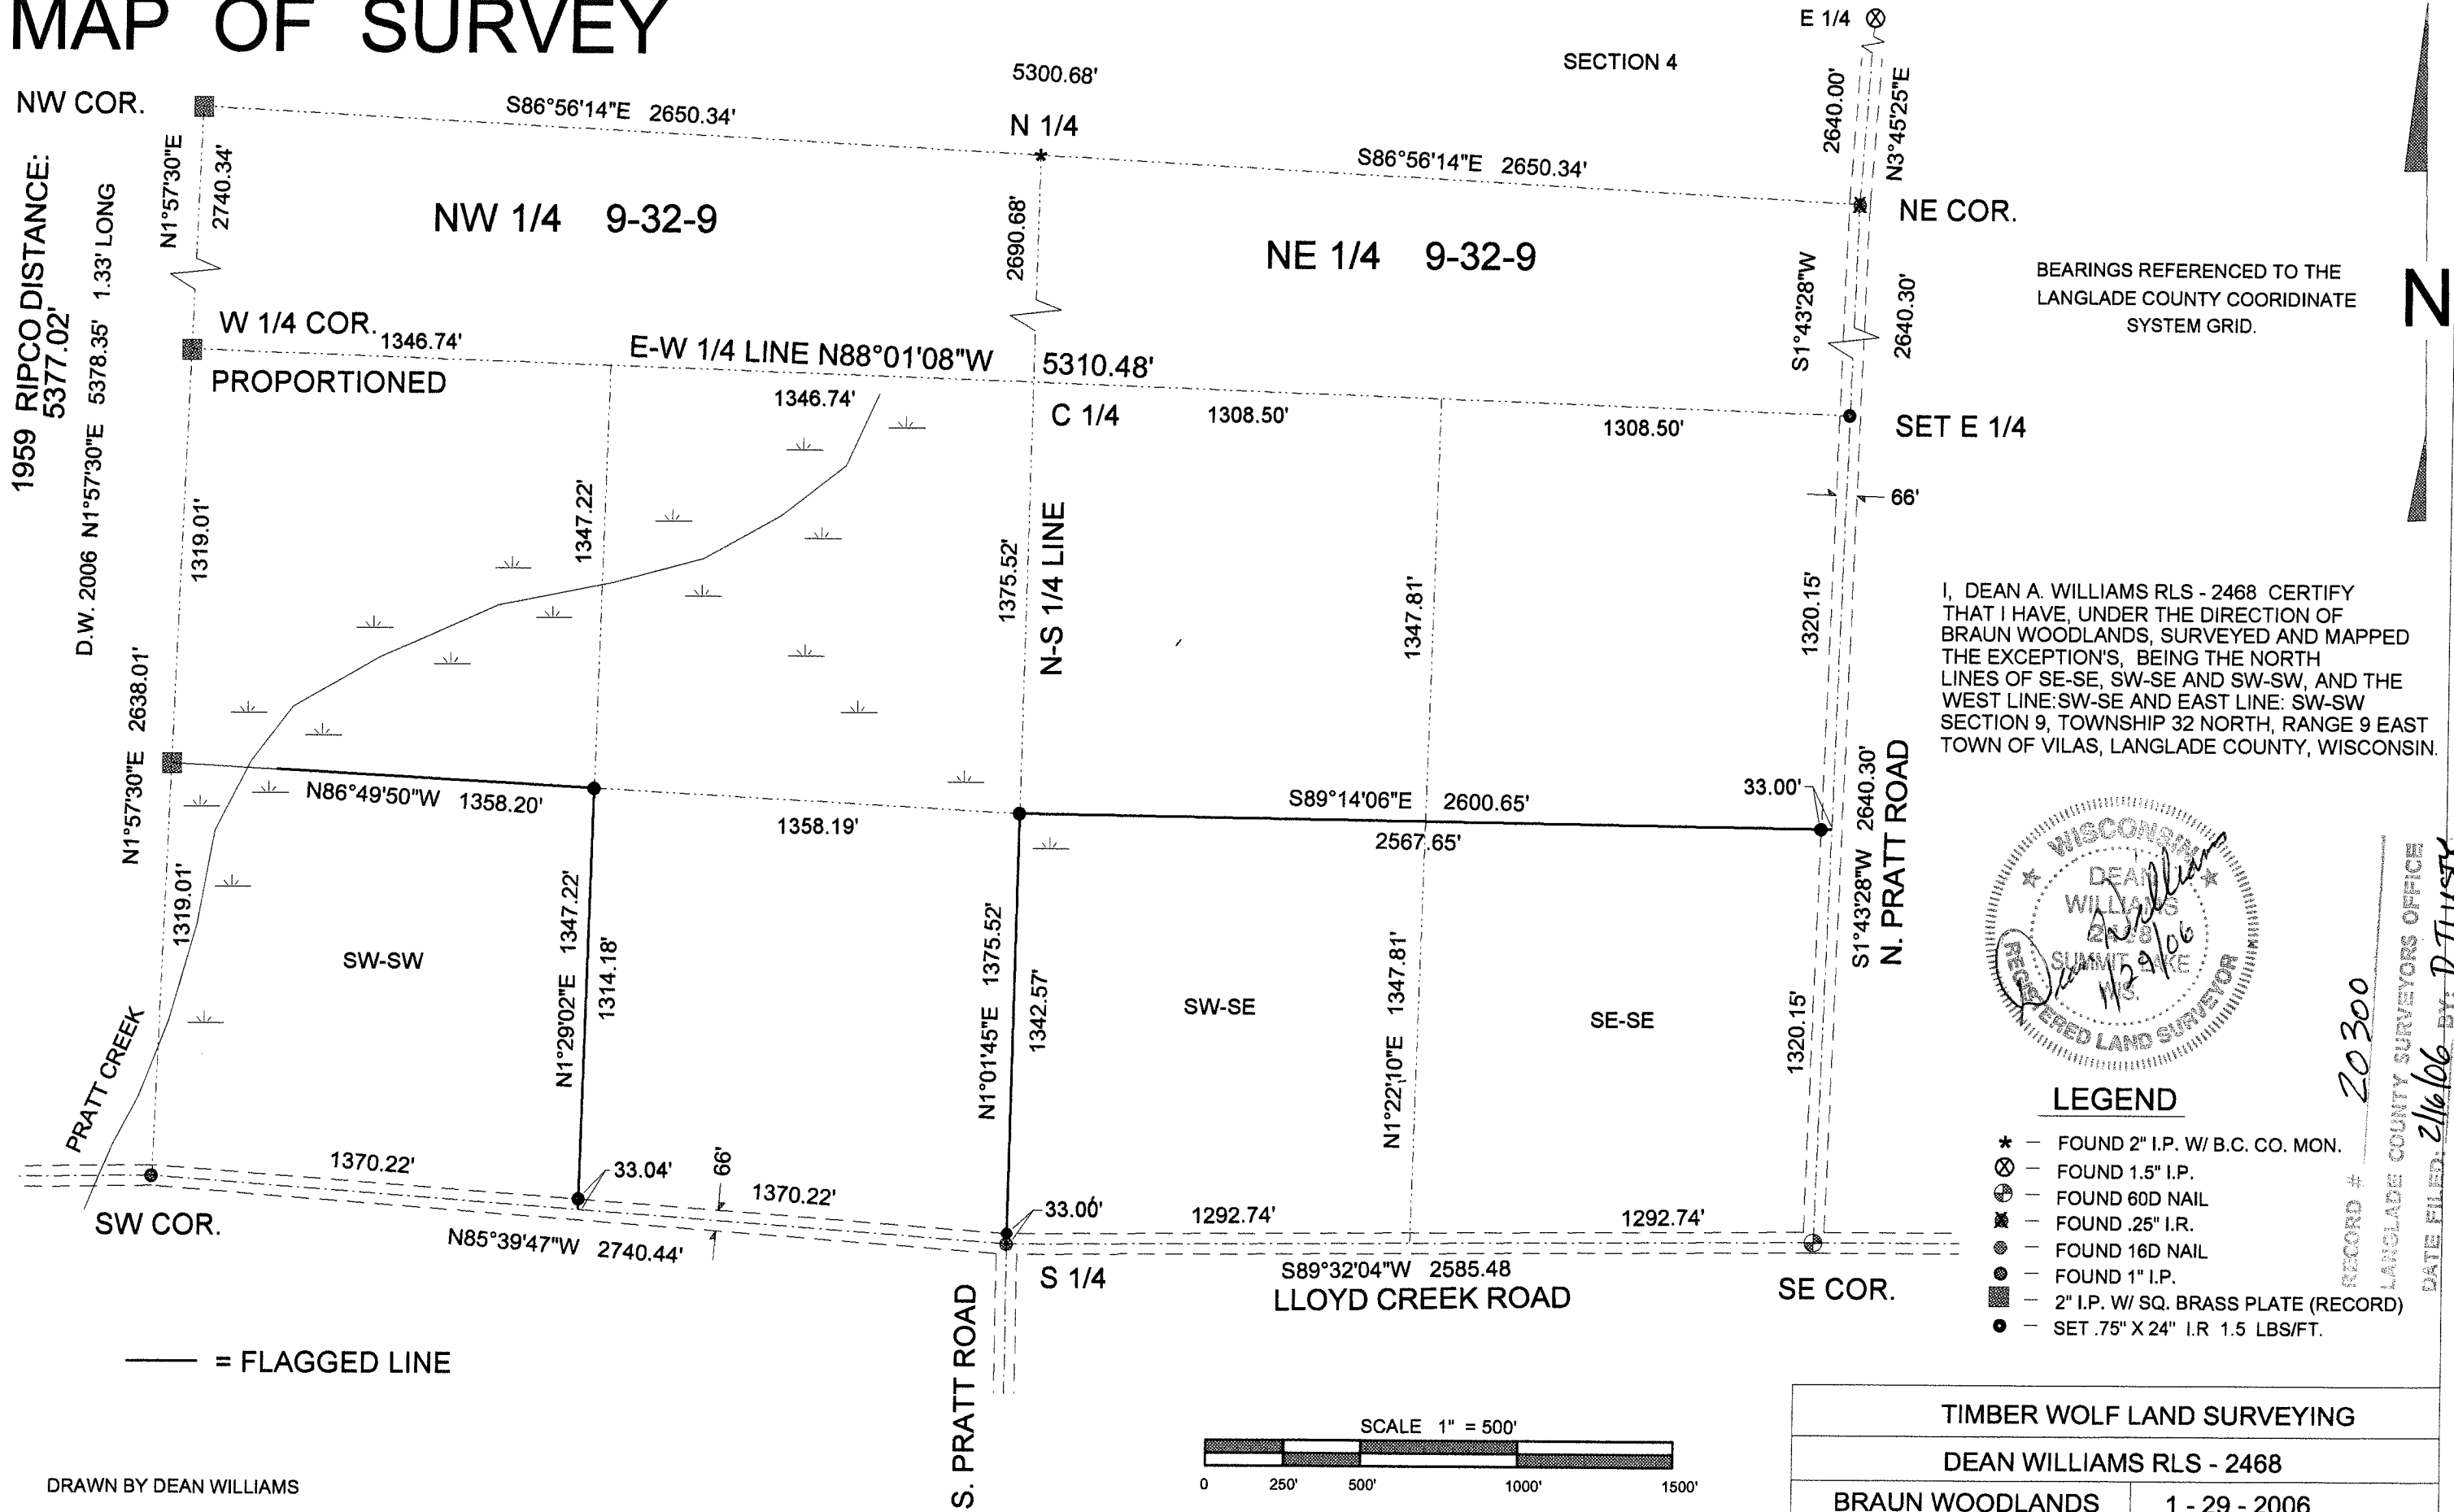 MAP OF SURVEY
E 1/4
SECTION 4
5300.68'
NW COR.
S86°56'14"E 2650.34'
N 1/4
S86°56'14"E 2650.34'
2640.00'
N3°45'25"E
NE COR.
1959 RIPCO DISTANCE:
5377.02'
D.W. 2006 N1°57'30"E 5378.35' 1.33' LONG
N1°57'30"E
2740.34'
NW 1/4 9-32-9
2690.68'
NE 1/4 9-32-9
S1°43'28"W
2640.30'
BEARINGS REFERENCED TO THE
LANGLADE COUNTY COORIDINATE
SYSTEM GRID.
N
W 1/4 COR.
1346.74'
E-W 1/4 LINE N88°01'08"W 5310.48'
PROPORTIONED
1346.74'
C 1/4
1308.50'
1308.50'
SET E 1/4
66'
1319.01'
1347.22'
1375.52'
N-S 1/4 LINE
1347.81'
1320.15'
I, DEAN A. WILLIAMS RLS - 2468 CERTIFY
THAT I HAVE, UNDER THE DIRECTION OF
BRAUN WOODLANDS, SURVEYED AND MAPPED
THE EXCEPTION'S, BEING THE NORTH
LINES OF SE-SE, SW-SE AND SW-SW, AND THE
WEST LINE:SW-SE AND EAST LINE: SW-SW
SECTION 9, TOWNSHIP 32 NORTH, RANGE 9 EAST
TOWN OF VILAS, LANGLADE COUNTY, WISCONSIN.
N1°57'30"E 2638.01'
N86°49'50"W 1358.20'
1358.19'
S89°14'06"E 2600.65'
2567.65'
33.00'
S1°43'28"W 2640.30'
N. PRATT ROAD
1319.01'
SW-SW
N1°29'02"E 1347.22'
1314.18'
N1°01'45"E 1375.52'
1342.57'
SW-SE
N1°22'10"E 1347.81'
SE-SE
1320.15'
WISCONSIN
DEAN
WILLIAMS
2468
SUMMIT LAKE
WIS.
REGISTERED LAND SURVEYOR
Dean Williams
1/29/06
RECORD # 20300
LANGLADE COUNTY SURVEYORS OFFICE
DATE FILED: 2/16/06 BY:
PRATT CREEK
1370.22'
33.04'
66'
1370.22'
33.00'
1292.74'
1292.74'
SW COR.
N85°39'47"W 2740.44'
S 1/4
S89°32'04"W 2585.48
LLOYD CREEK ROAD
SE COR.
S. PRATT ROAD
LEGEND
* — FOUND 2" I.P. W/ B.C. CO. MON.
— FOUND 1.5" I.P.
— FOUND 60D NAIL
— FOUND .25" I.R.
— FOUND 16D NAIL
— FOUND 1" I.P.
— 2" I.P. W/ SQ. BRASS PLATE (RECORD)
— SET .75" X 24" I.R 1.5 LBS/FT.
= FLAGGED LINE
SCALE 1" = 500'
0 250' 500' 1000' 1500'
DRAWN BY DEAN WILLIAMS
TIMBER WOLF LAND SURVEYING
DEAN WILLIAMS RLS - 2468
BRAUN WOODLANDS 1 - 29 - 2006